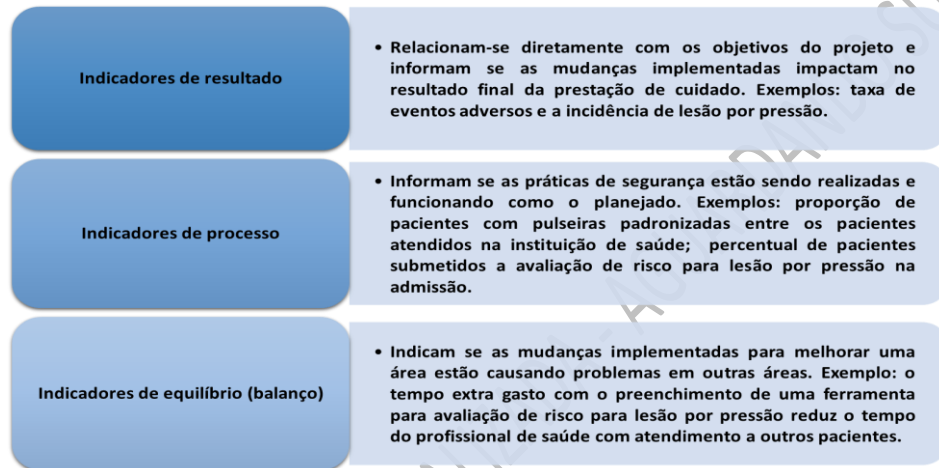 Indicadores de resultado
• Relacionam-se diretamente com os objetivos do projeto e
informam se as mudanças implementadas impactam no
resultado final da prestação de cuidado. Exemplos: taxa de
eventos adversos e a incidência de lesão por pressão.
Indicadores de processo
• Informam se as práticas de segurança estão sendo realizadas e
funcionando como o planejado. Exemplos: proporção de
pacientes com pulseiras padronizadas entre os pacientes
atendidos na instituição de saúde; percentual de pacientes
submetidos a avaliação de risco para lesão por pressão na
admissão.
Indicadores de equilíbrio (balanço)
• Indicam se as mudanças implementadas para melhorar uma
área estão causando problemas em outras áreas. Exemplo: o
tempo extra gasto com o preenchimento de uma ferramenta
para avaliação de risco para lesão por pressão reduz o tempo
do profissional de saúde com atendimento a outros pacientes.
AGUARDANDO